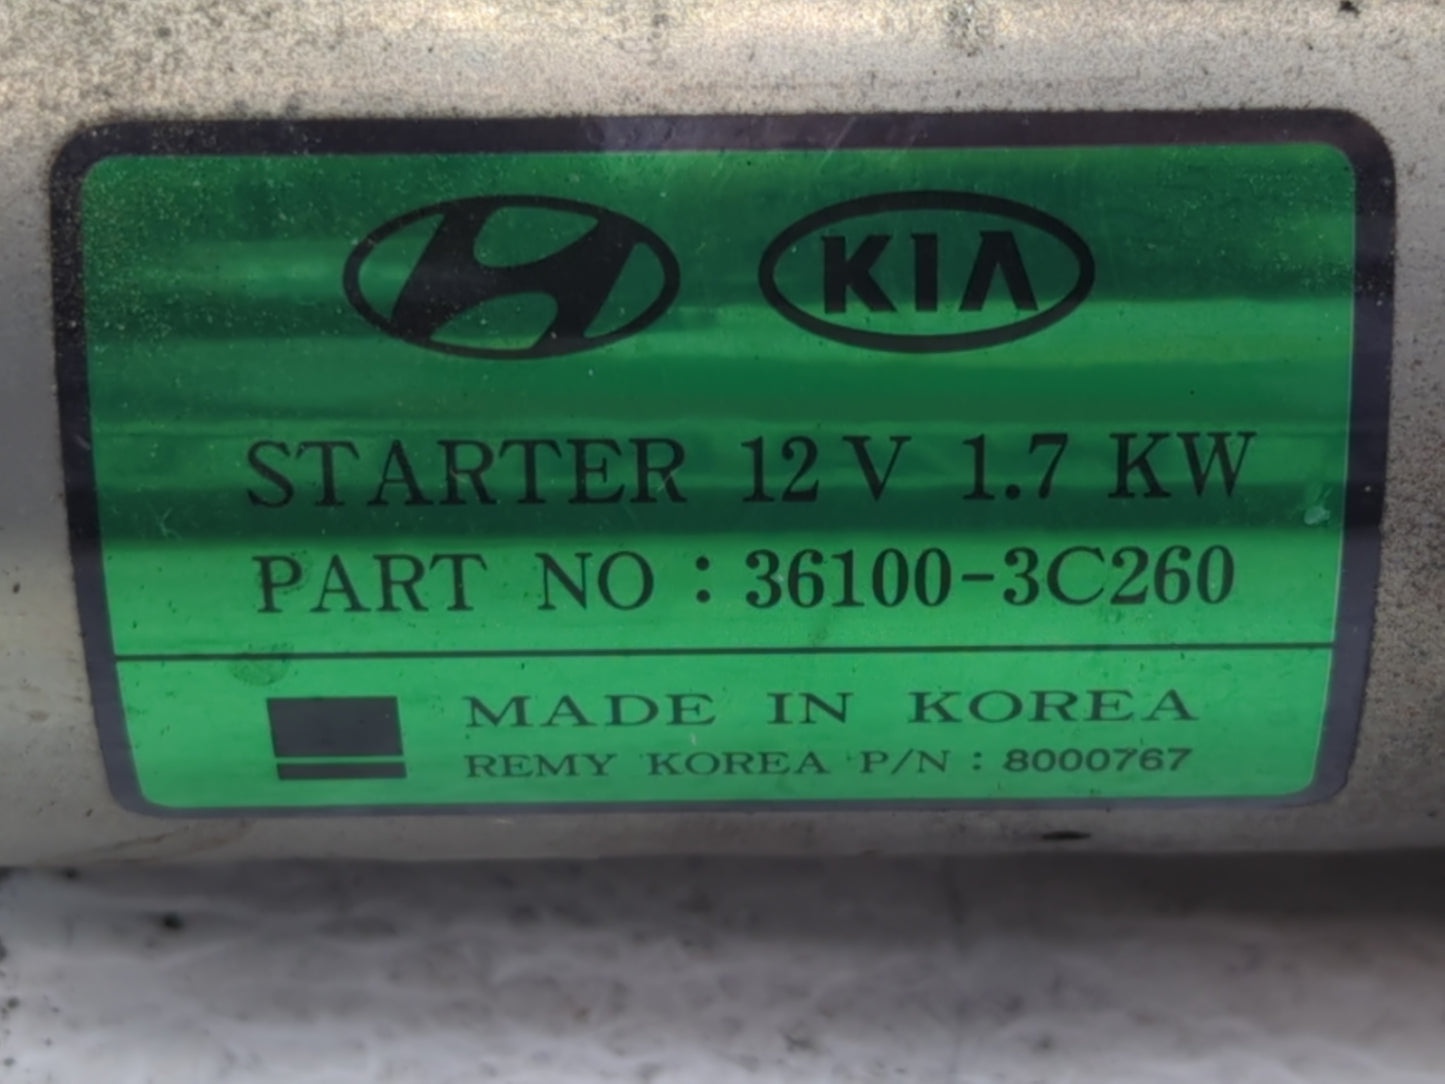 KIA
STARTER 12 V 1.7 KW
PART NO : 36100-3C260
MADE IN KOREA
REMY KOREA P/N : 8000767